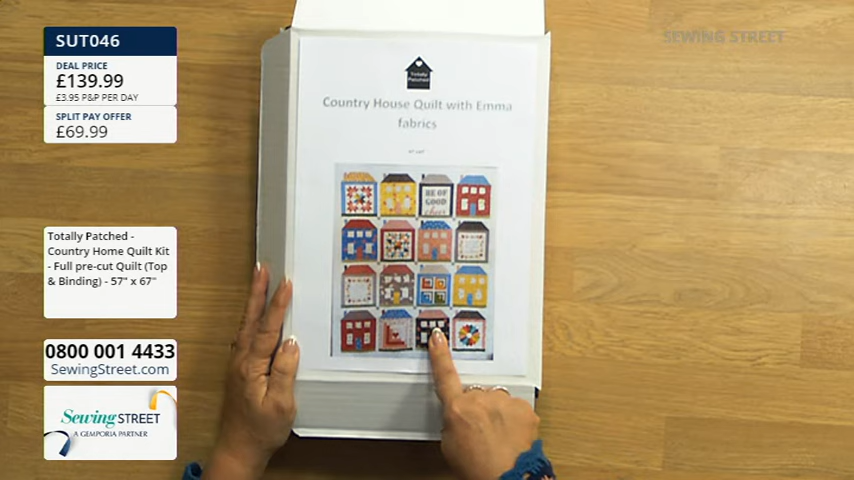 SUT046
DEAL PRICE
£139.99
£3.95 P&P PER DAY
SPLIT PAY OFFER
£69.99
Totally Patched -
Country Home Quilt Kit
- Full pre-cut Quilt (Top
& Binding) - 57" x 67"
0800 001 4433
SewingStreet.com
Sewing STREET
A GEMPORIA PARTNER
SEWING STREET
Totally
Patched
Country House Quilt with Emma
fabrics
BE OF
GOOD
cheer